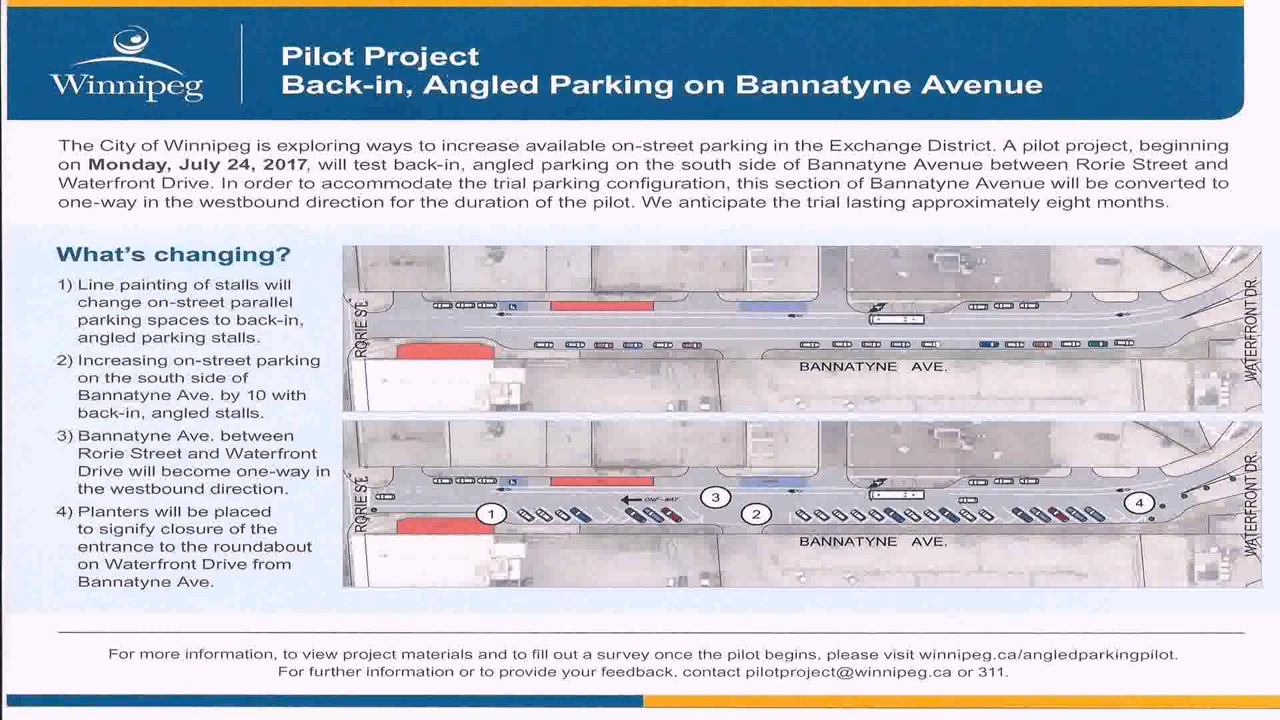 Winnipeg
Pilot Project
Back-in, Angled Parking on Bannatyne Avenue
The City of Winnipeg is exploring ways to increase available on-street parking in the Exchange District. A pilot project, beginning
on Monday, July 24, 2017, will test back-in, angled parking on the south side of Bannatyne Avenue between Rorie Street and
Waterfront Drive. In order to accommodate the trial parking configuration, this section of Bannatyne Avenue will be converted to
one-way in the westbound direction for the duration of the pilot. We anticipate the trial lasting approximately eight months.
What's changing?
1) Line painting of stalls will
change on-street parallel
parking spaces to back-in,
angled parking stalls.
2) Increasing on-street parking
on the south side of
Bannatyne Ave. by 10 with
back-in, angled stalls.
3) Bannatyne Ave. between
Rorie Street and Waterfront
Drive will become one-way in
the westbound direction.
4) Planters will be placed
to signify closure of the
entrance to the roundabout
on Waterfront Drive from
Bannatyne Ave.
RORIE ST.
BANNATYNE AVE.
WATERFRONT DR.
RORIE ST.
1
ONE-WAY
3
2
4
BANNATYNE AVE.
WATERFRONT DR.
For more information, to view project materials and to fill out a survey once the pilot begins, please visit winnipeg.ca/angledparkingpilot.
For further information or to provide your feedback, contact pilotproject@winnipeg.ca or 311.